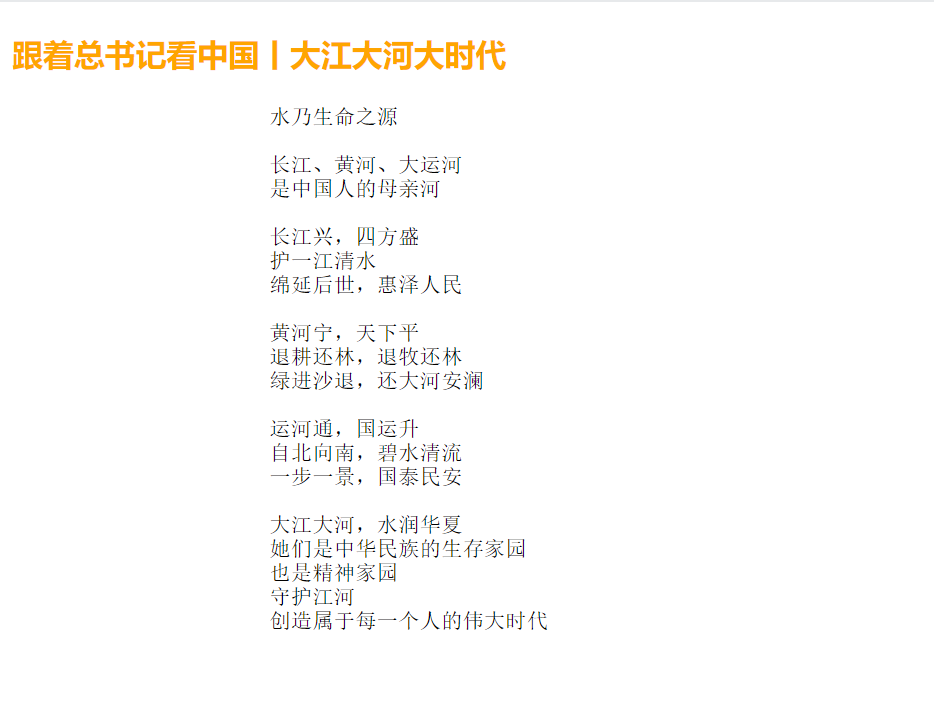 跟着总书记看中国丨大江大河大时代
水乃生命之源
长江、黄河、大运河
是中国人的母亲河
长江兴，四方盛
护一江清水
绵延后世，惠泽人民
黄河宁，天下平
退耕还林，退牧还林
绿进沙退，还大河安澜
运河通，国运升
自北向南，碧水清流
一步一景，国泰民安
大江大河，水润华夏
她们是中华民族的生存家园
也是精神家园
守护江河
创造属于每一个人的伟大时代